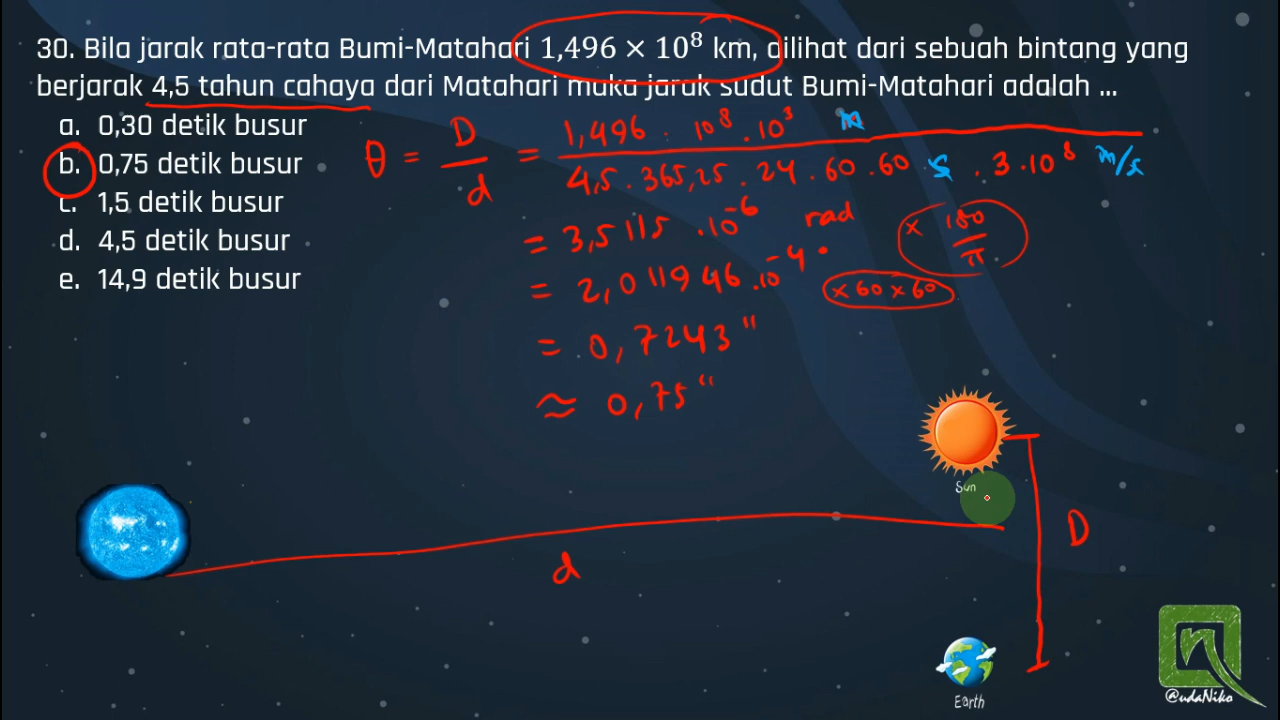 30. Bila jarak rata-rata Bumi-Matahari 1,496 × 10⁸ km, dilihat dari sebuah bintang yang
berjarak 4,5 tahun cahaya dari Matahari maka jarak sudut Bumi-Matahari adalah ...
a. 0,30 detik busur
b. 0,75 detik busur
c. 1,5 detik busur
d. 4,5 detik busur
e. 14,9 detik busur
θ = D/d = 1,496 . 10⁸ . 10³ m / 4,5 . 365,25 . 24 . 60 . 60 s . 3 . 10⁸ m/s
= 3,5115 . 10⁻⁶ rad × 180/π
= 2,011946 . 10⁻⁴ ° × 60 × 60
= 0,7243"
≈ 0,75"
Sun
D
d
Earth
@udaNiko